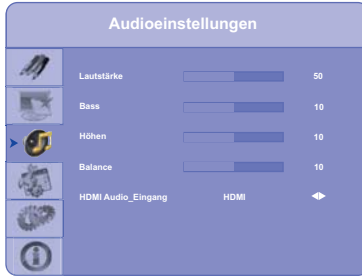 Audioeinstellungen
Lautstärke 50
Bass 10
Höhen 10
Balance 10
HDMI Audio_Eingang HDMI